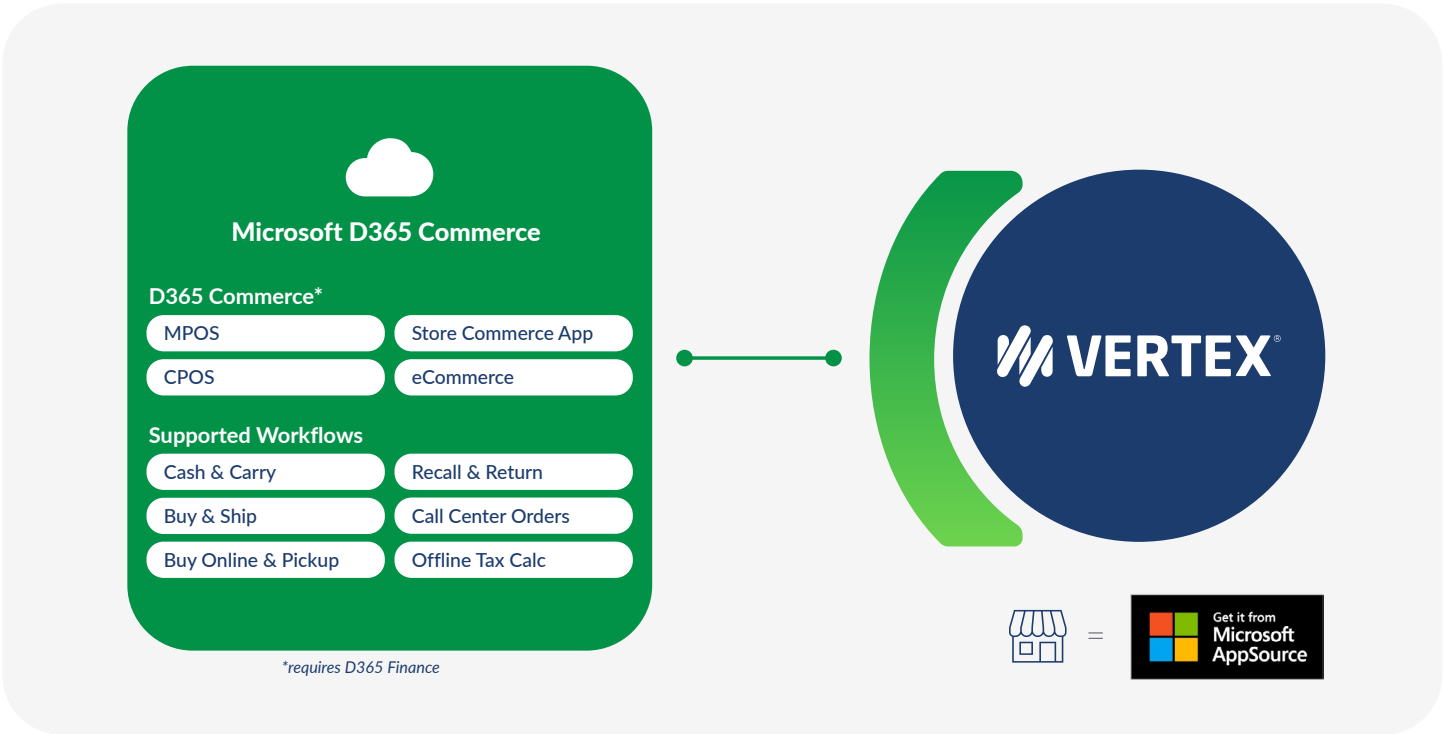 Microsoft D365 Commerce
D365 Commerce*
MPOS
Store Commerce App
CPOS
eCommerce
Supported Workflows
Cash & Carry
Recall & Return
Buy & Ship
Call Center Orders
Buy Online & Pickup
Offline Tax Calc
*requires D365 Finance
VERTEX®
=
Get it from
Microsoft
AppSource